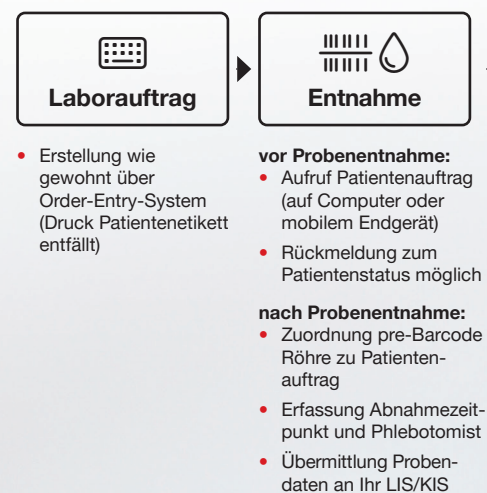 Laborauftrag
• Erstellung wie
gewohnt über
Order-Entry-System
(Druck Patientenetikett
entfällt)
Entnahme
vor Probenentnahme:
• Aufruf Patientenauftrag
(auf Computer oder
mobilem Endgerät)
• Rückmeldung zum
Patientenstatus möglich
nach Probenentnahme:
• Zuordnung pre-Barcode
Röhre zu Patienten-
auftrag
• Erfassung Abnahmezeit-
punkt und Phlebotomist
• Übermittlung Proben-
daten an Ihr LIS/KIS